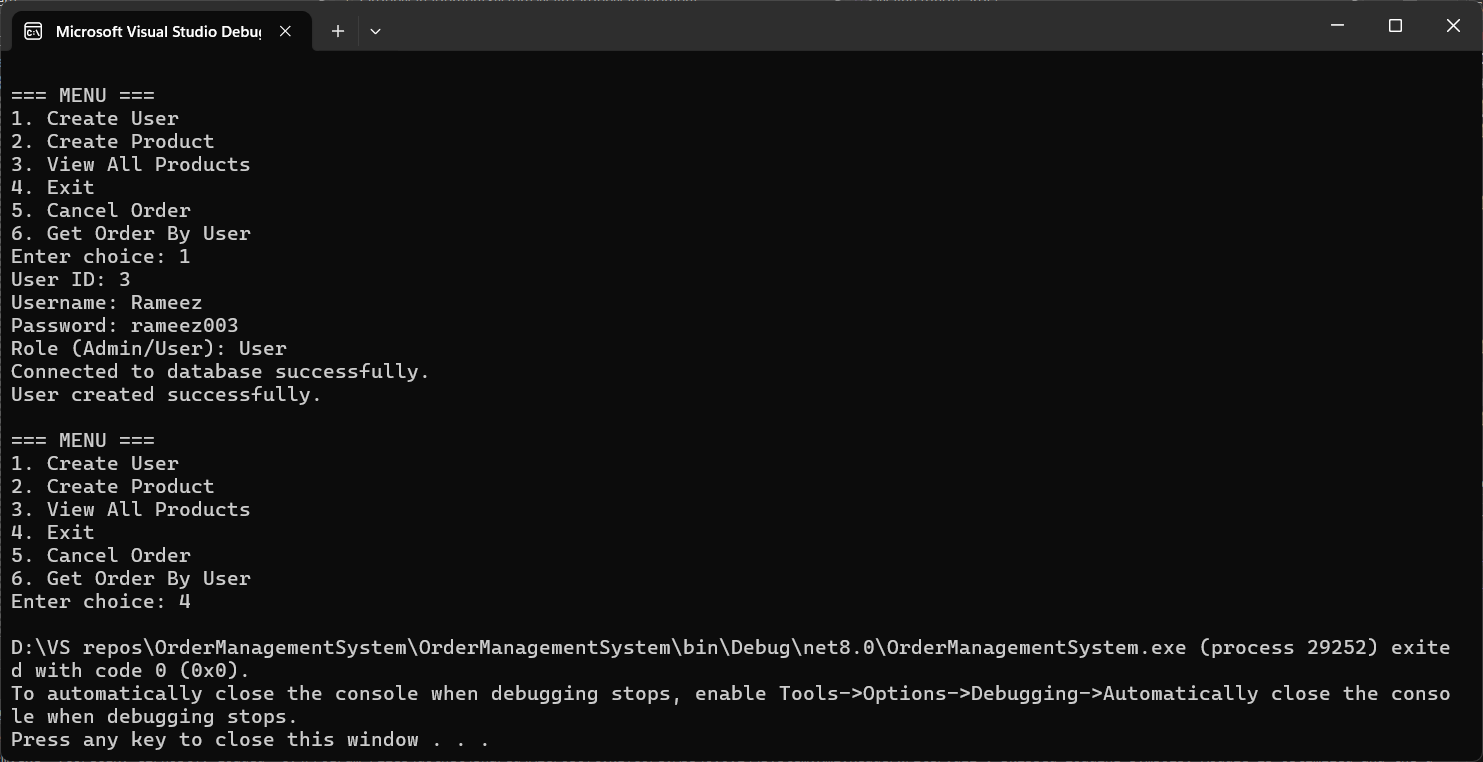 Microsoft Visual Studio Debu
=== MENU ===
1. Create User
2. Create Product
3. View All Products
4. Exit
5. Cancel Order
6. Get Order By User
Enter choice: 1
User ID: 3
Username: Rameez
Password: rameez003
Role (Admin/User): User
Connected to database successfully.
User created successfully.
=== MENU ===
1. Create User
2. Create Product
3. View All Products
4. Exit
5. Cancel Order
6. Get Order By User
Enter choice: 4
D:\VS repos\OrderManagementSystem\OrderManagementSystem\bin\Debug\net8.0\OrderManagementSystem.exe (process 29252) exite
d with code 0 (0x0).
To automatically close the console when debugging stops, enable Tools->Options->Debugging->Automatically close the conso
le when debugging stops.
Press any key to close this window . . .